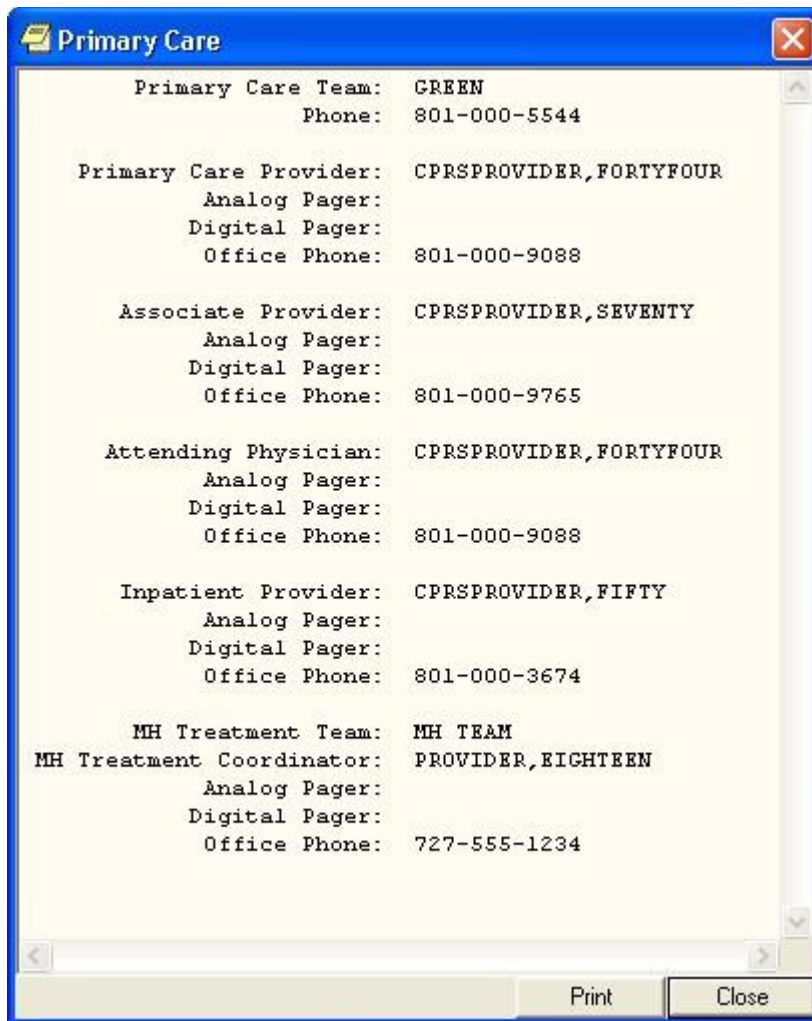 Primary Care
Primary Care Team: GREEN
Phone: 801-000-5544
Primary Care Provider: CPRSPROVIDER,FORTYFOUR
Analog Pager:
Digital Pager:
Office Phone: 801-000-9088
Associate Provider: CPRSPROVIDER,SEVENTY
Analog Pager:
Digital Pager:
Office Phone: 801-000-9765
Attending Physician: CPRSPROVIDER,FORTYFOUR
Analog Pager:
Digital Pager:
Office Phone: 801-000-9088
Inpatient Provider: CPRSPROVIDER,FIFTY
Analog Pager:
Digital Pager:
Office Phone: 801-000-3674
MH Treatment Team: MH TEAM
MH Treatment Coordinator: PROVIDER,EIGHTEEN
Analog Pager:
Digital Pager:
Office Phone: 727-555-1234
Print Close